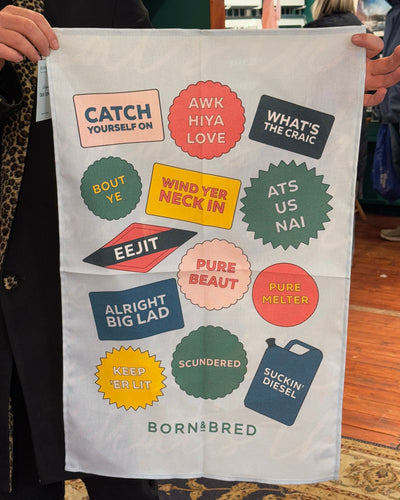 CATCH
YOURSELF ON
AWK
HIYA
LOVE
WHAT'S
THE CRAIC
BOUT
YE
WIND YER
NECK IN
ATS
US
NAI
EEJIT
PURE
BEAUT
PURE
MELTER
ALRIGHT
BIG LAD
KEEP
'ER LIT
SCUNDERED
SUCKIN'
DIESEL
BORN & BRED